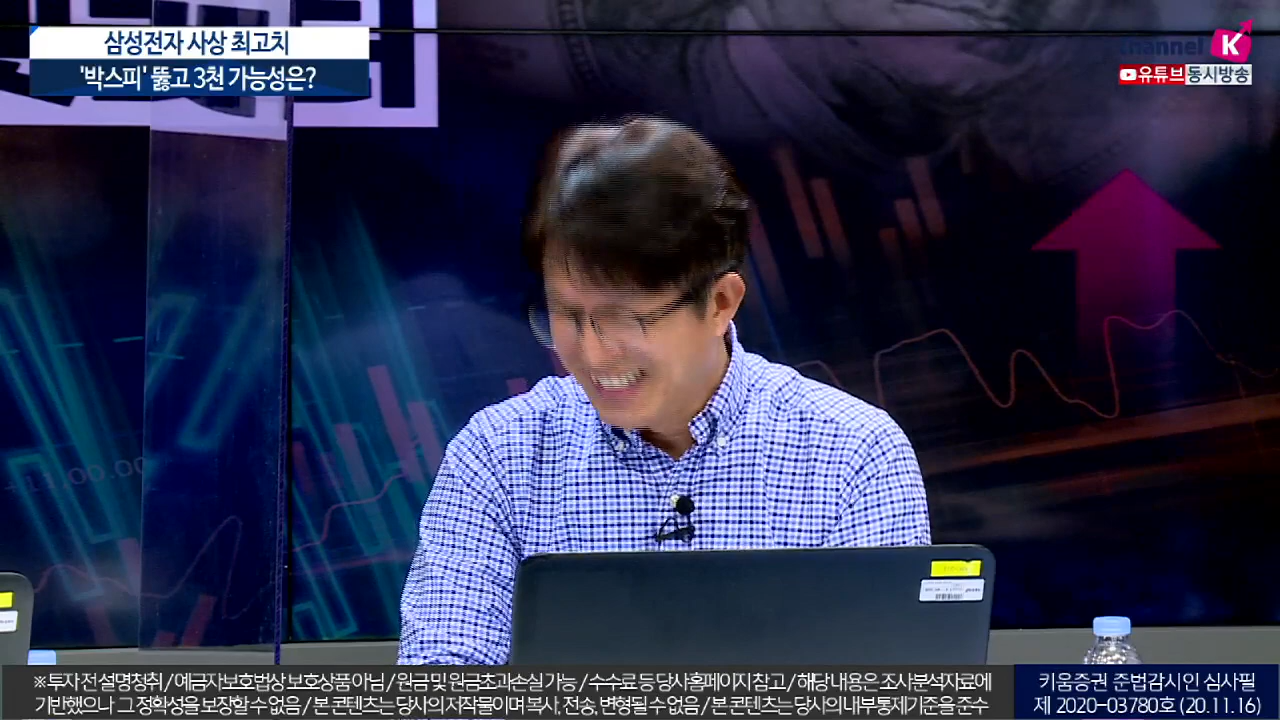 삼성전자 사상 최고치
'박스피' 뚫고 3천 가능성은?
channel K
유튜브 동시방송
11,00.00
※투자 전 설명청취 / 예금자보호법상 보호상품 아님 / 원금 및 원금초과손실 가능 / 수수료 등 당사홈페이지 참고 / 해당 내용은 조사분석자료에
기반했으나 그 정확성을 보장할 수 없음 / 본 콘텐츠는 당사의 저작물이며 복사, 전송, 변형될 수 없음 / 본 콘텐츠는 당사의 내부통제기준을 준수
키움증권 준법감시인 심사필
제 2020-03780호 (20.11.16)